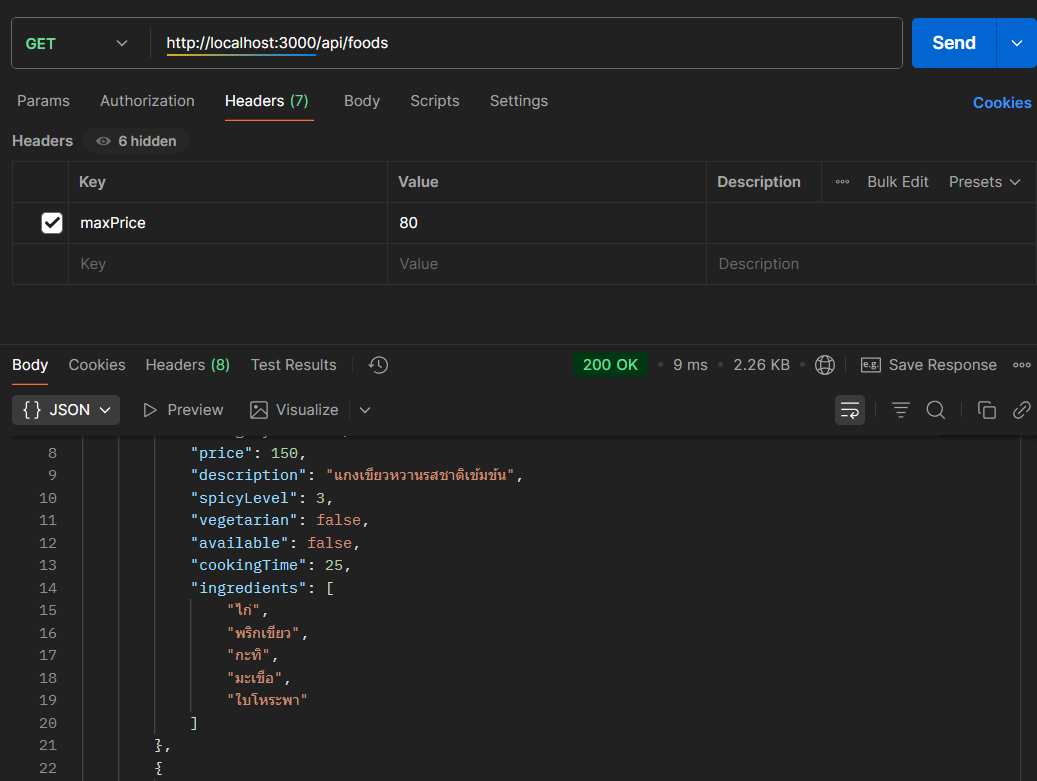 GET http://localhost:3000/api/foods Send
Params Authorization Headers (7) Body Scripts Settings Cookies
Headers 6 hidden
Key Value Description Bulk Edit Presets
maxPrice 80
Key Value Description
Body Cookies Headers (8) Test Results 200 OK 9 ms 2.26 KB e.g. Save Response
{} JSON Preview Visualize
8 "price": 150,
9 "description": "แกงเขียวหวานรสชาติเข้มข้น",
10 "spicyLevel": 3,
11 "vegetarian": false,
12 "available": false,
13 "cookingTime": 25,
14 "ingredients": [
15 "ไก่",
16 "พริกเขียว",
17 "กะทิ",
18 "มะเขือ",
19 "ใบโหระพา"
20 ]
21 },
22 {